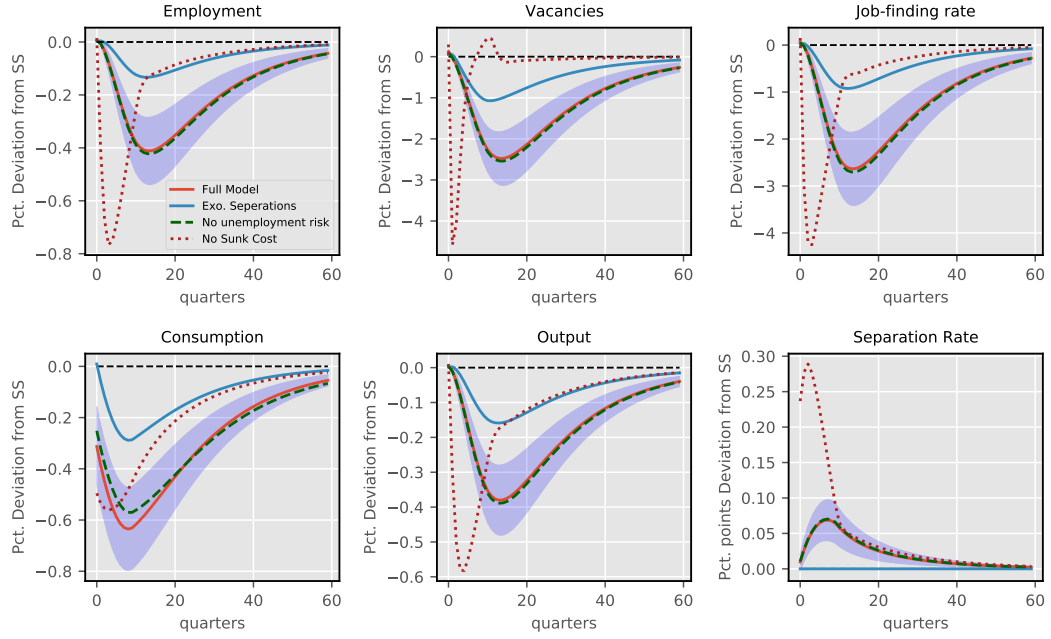 Employment
Pct. Deviation from SS
0.0
−0.2
−0.4
−0.6
−0.8
0
20
40
60
quarters
Full Model
Exo. Seperations
No unemployment risk
No Sunk Cost
Vacancies
Pct. Deviation from SS
0
−1
−2
−3
−4
0
20
40
60
quarters
Job-finding rate
Pct. Deviation from SS
0
−1
−2
−3
−4
0
20
40
60
quarters
Consumption
Pct. Deviation from SS
0.0
−0.2
−0.4
−0.6
−0.8
0
20
40
60
quarters
Output
Pct. Deviation from SS
0.0
−0.1
−0.2
−0.3
−0.4
−0.5
−0.6
0
20
40
60
quarters
Separation Rate
Pct. points Deviation from SS
0.30
0.25
0.20
0.15
0.10
0.05
0.00
0
20
40
60
quarters